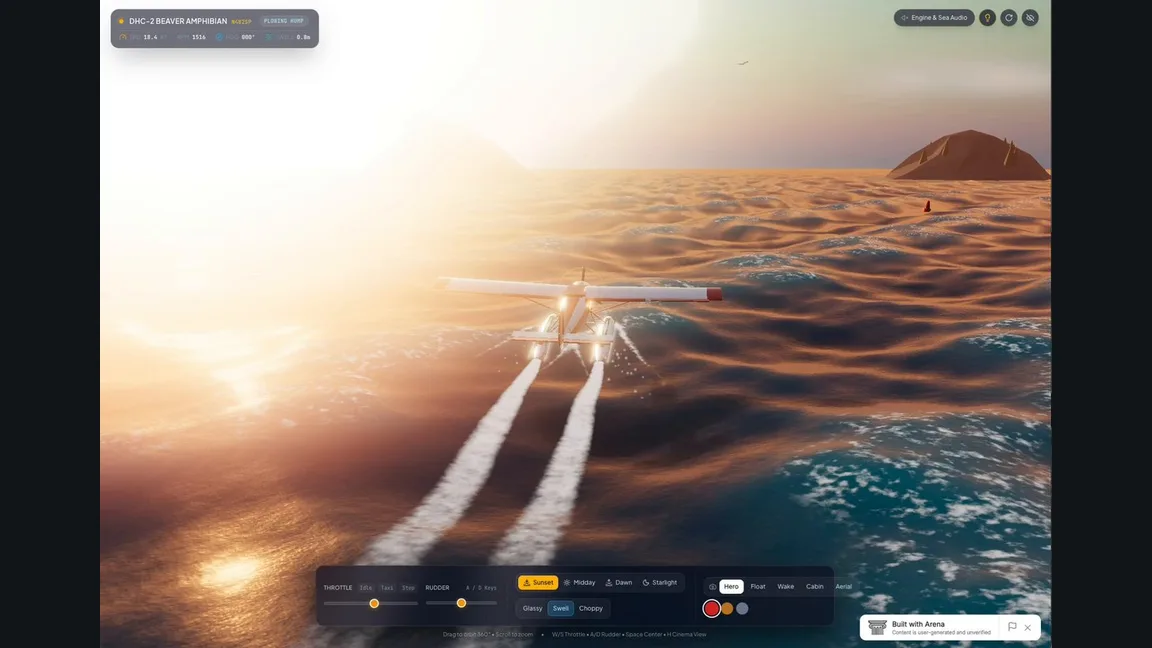 DHC-2 BEAVER AMPHIBIAN PLOWING HUMP
18.4 1516 000° 0.8m
Engine & Sea Audio
THROTTLE Idle Taxi Step RUDDER A / D Keys
Sunset Midday Dawn Starlight
Hero Float Wake Cabin Aerial
Glassy Swell Choppy
Drag to orbit 360° • Scroll to zoom • W/S Throttle • A/D Rudder • Space Center • H Cinema View
Built with Arena
Content is user-generated and unverified